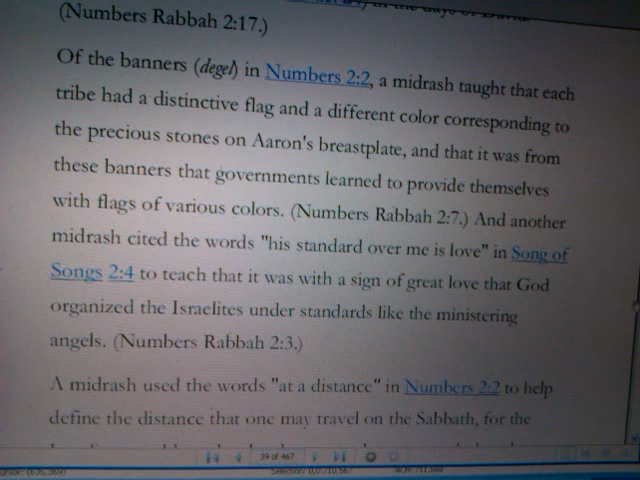 in the days of David.
(Numbers Rabbah 2:17.)
Of the banners (degel) in Numbers 2:2, a midrash taught that each
tribe had a distinctive flag and a different color corresponding to
the precious stones on Aaron's breastplate, and that it was from
these banners that governments learned to provide themselves
with flags of various colors. (Numbers Rabbah 2:7.) And another
midrash cited the words "his standard over me is love" in Song of
Songs 2:4 to teach that it was with a sign of great love that God
organized the Israelites under standards like the ministering
angels. (Numbers Rabbah 2:3.)
A midrash used the words "at a distance" in Numbers 2:2 to help
define the distance that one may travel on the Sabbath, for the
29 of 467